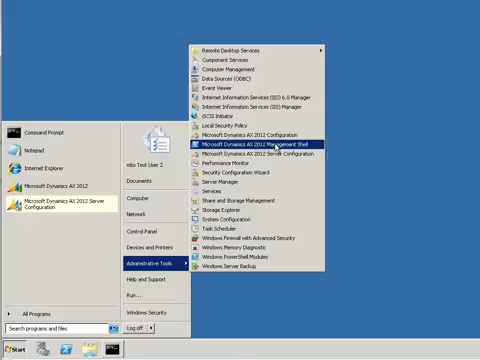 Command Prompt
Notepad
Internet Explorer
Microsoft Dynamics AX 2012
Microsoft Dynamics AX 2012 Server
Configuration
All Programs
Search programs and files
mbs Test User 2
Documents
Computer
Network
Control Panel
Devices and Printers
Administrative Tools
Help and Support
Run...
Windows Security
Log off
Remote Desktop Services
Component Services
Computer Management
Data Sources (ODBC)
Event Viewer
Internet Information Services (IIS) 6.0 Manager
Internet Information Services (IIS) Manager
iSCSI Initiator
Local Security Policy
Microsoft Dynamics AX 2012 Configuration
Microsoft Dynamics AX 2012 Management Shell
Microsoft Dynamics AX 2012 Server Configuration
Performance Monitor
Security Configuration Wizard
Server Manager
Services
Share and Storage Management
Storage Explorer
System Configuration
Task Scheduler
Windows Firewall with Advanced Security
Windows Memory Diagnostic
Windows PowerShell Modules
Windows Server Backup
Start